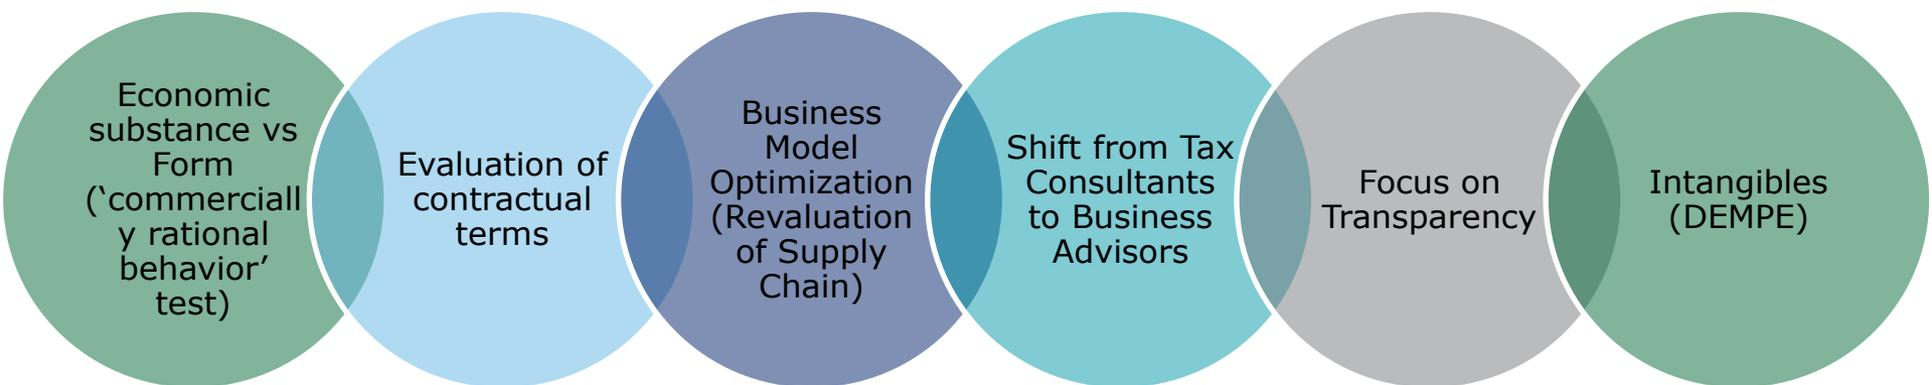 Economic
substance vs
Form
(‘commerciall
y rational
behavior’
test)
Evaluation of
contractual
terms
Business
Model
Optimization
(Revaluation
of Supply
Chain)
Shift from Tax
Consultants
to Business
Advisors
Focus on
Transparency
Intangibles
(DEMPE)